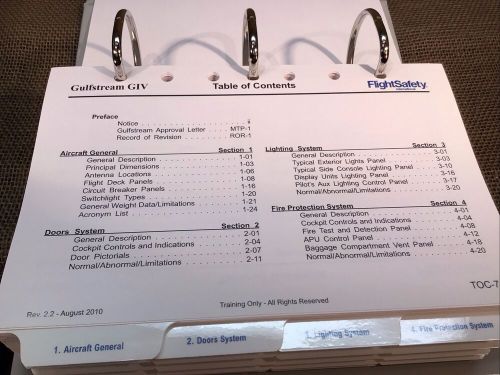 Gulfstream GIV
Table of Contents
FlightSafety
international
Preface
Notice . . . . . . . . . . . . . . . . . ii
Gulfstream Approval Letter . . . . MTP-1
Record of Revision . . . . . . . . ROR-1
Aircraft General Section 1
General Description . . . . . . . . 1-01
Principal Dimensions . . . . . . . . 1-03
Antenna Locations . . . . . . . . 1-06
Flight Deck Panels . . . . . . . . 1-08
Circuit Breaker Panels . . . . . . . . 1-16
Switchlight Types . . . . . . . . 1-20
General Weight Data/Limitations . . 1-21
Acronym List . . . . . . . . 1-24
Doors System Section 2
General Description . . . . . . . . 2-01
Cockpit Controls and Indications . . . 2-04
Door Pictorials . . . . . . . . 2-07
Normal/Abnormal/Limitations . . . . 2-11
Lighting System Section 3
General Description . . . . . . . . 3-01
Typical Exterior Lights Panel . . . . 3-03
Typical Side Console Lighting Panel . . 3-10
Display Units Lighting Panel . . . . 3-16
Pilot's Aux Lighting Control Panel . . 3-17
Normal/Abnormal/Limitations . . . . 3-20
Fire Protection System Section 4
General Description . . . . . . . . 4-01
Cockpit Controls and Indications . . . 4-04
Fire Test and Detection Panel . . . . 4-08
APU Control Panel . . . . . . . . 4-12
Baggage Compartment Vent Panel . . 4-18
Normal/Abnormal/Limitations . . . . 4-20
TOC-7
Training Only - All Rights Reserved
Rev. 2.2 - August 2010
1. Aircraft General
2. Doors System
3. Lighting System
4. Fire Protection System